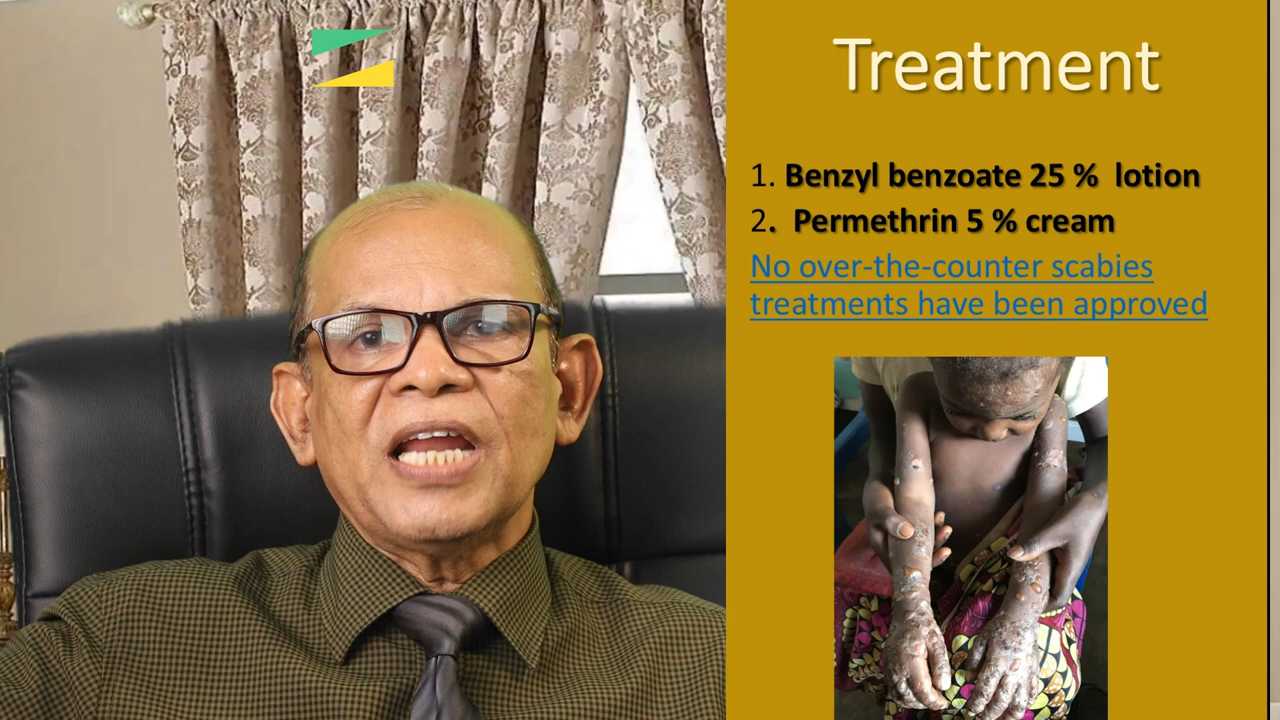 Treatment
1. Benzyl benzoate 25 % lotion
2. Permethrin 5 % cream
No over-the-counter scabies
treatments have been approved